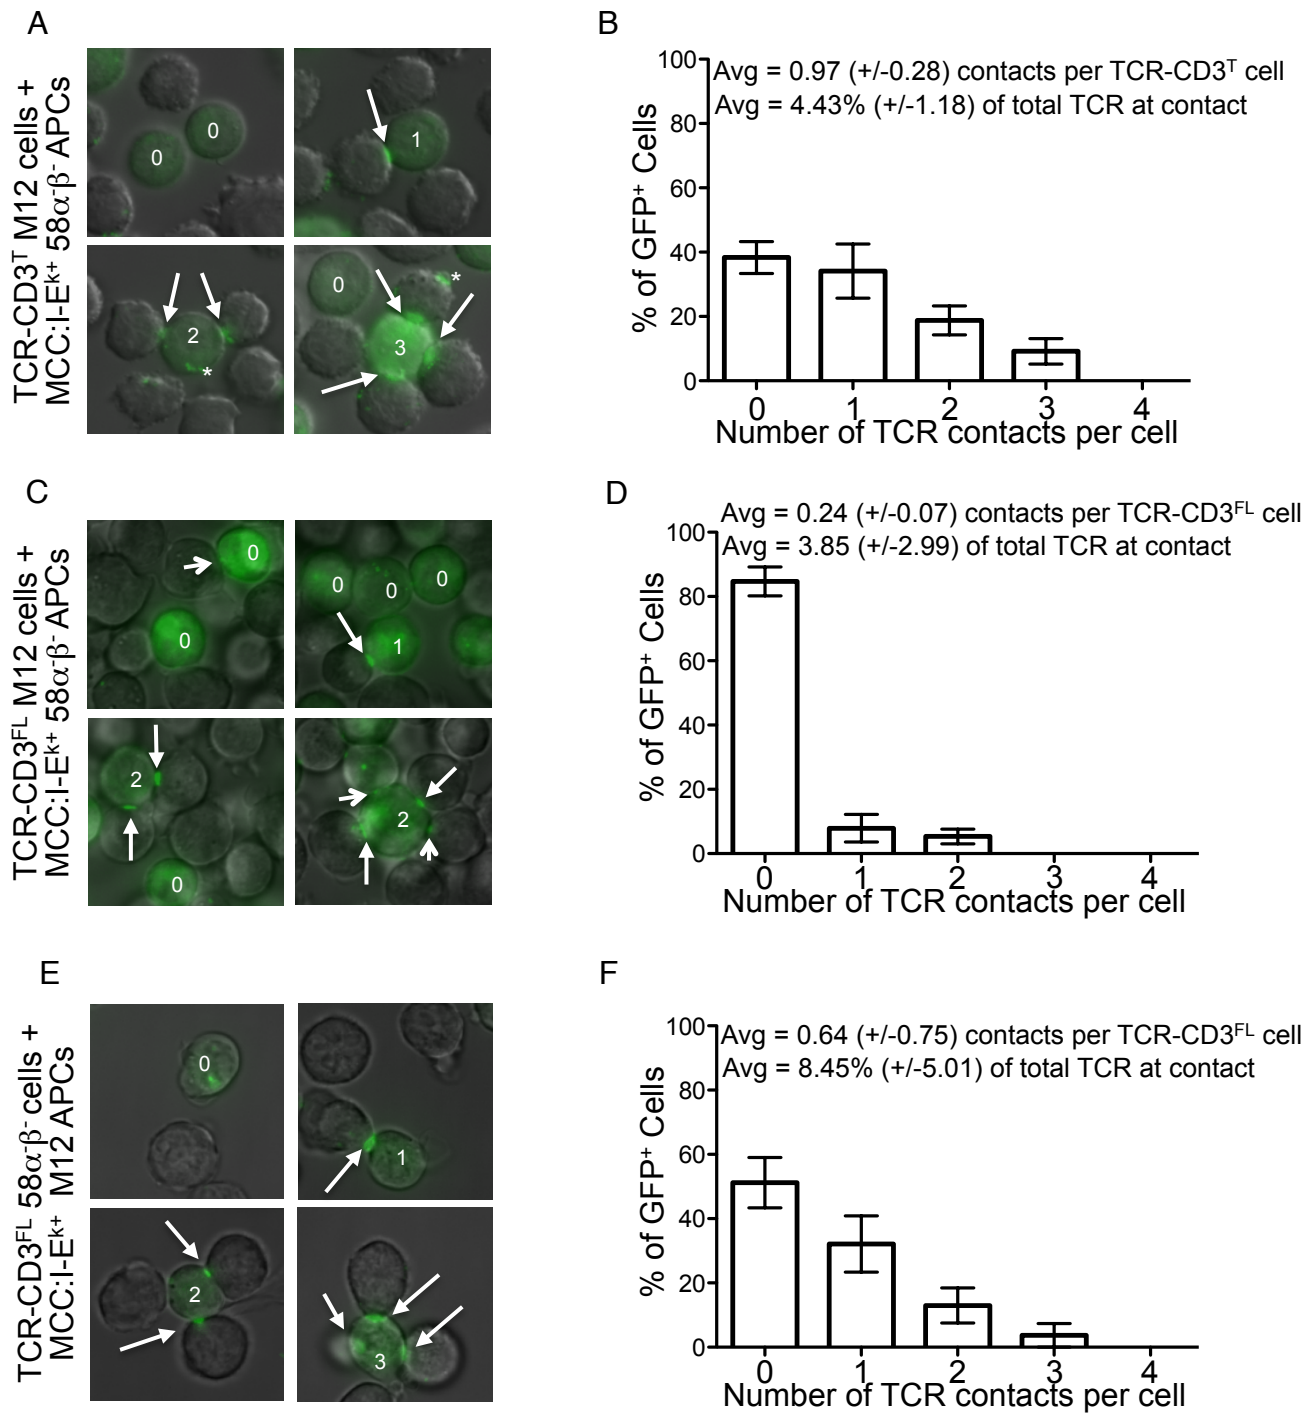 A
TCR-CD3ᵀ M12 cells +
MCC:I-Eᵏ⁺ 58α⁻β⁻ APCs
0
0
1
2
*
0
*
3
B
Avg = 0.97 (+/-0.28) contacts per TCR-CD3ᵀ cell
Avg = 4.43% (+/-1.18) of total TCR at contact
% of GFP⁺ Cells
100
80
60
40
20
0
0 1 2 3 4
Number of TCR contacts per cell
C
TCR-CD3ᶠᴸ M12 cells +
MCC:I-Eᵏ⁺ 58α⁻β⁻ APCs
0
0
0 0 0
1
2
0
2
D
Avg = 0.24 (+/-0.07) contacts per TCR-CD3ᶠᴸ cell
Avg = 3.85 (+/-2.99) of total TCR at contact
% of GFP⁺ Cells
100
80
60
40
20
0
0 1 2 3 4
Number of TCR contacts per cell
E
TCR-CD3ᶠᴸ 58α⁻β⁻ cells +
MCC:I-Eᵏ⁺ M12 APCs
0
1
2
3
F
Avg = 0.64 (+/-0.75) contacts per TCR-CD3ᶠᴸ cell
Avg = 8.45% (+/-5.01) of total TCR at contact
% of GFP⁺ Cells
100
80
60
40
20
0
0 1 2 3 4
Number of TCR contacts per cell